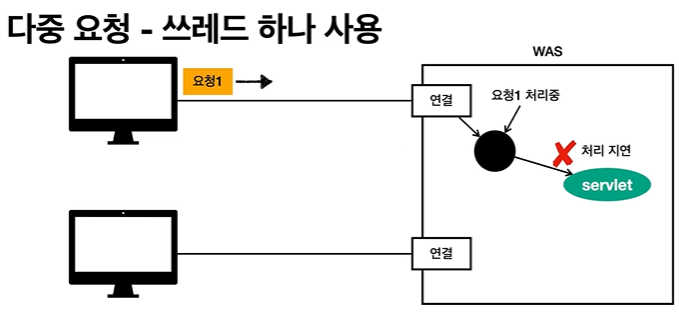 다중 요청 - 쓰레드 하나 사용
WAS
요청1
연결
요청1 처리중
처리 지연
servlet
연결